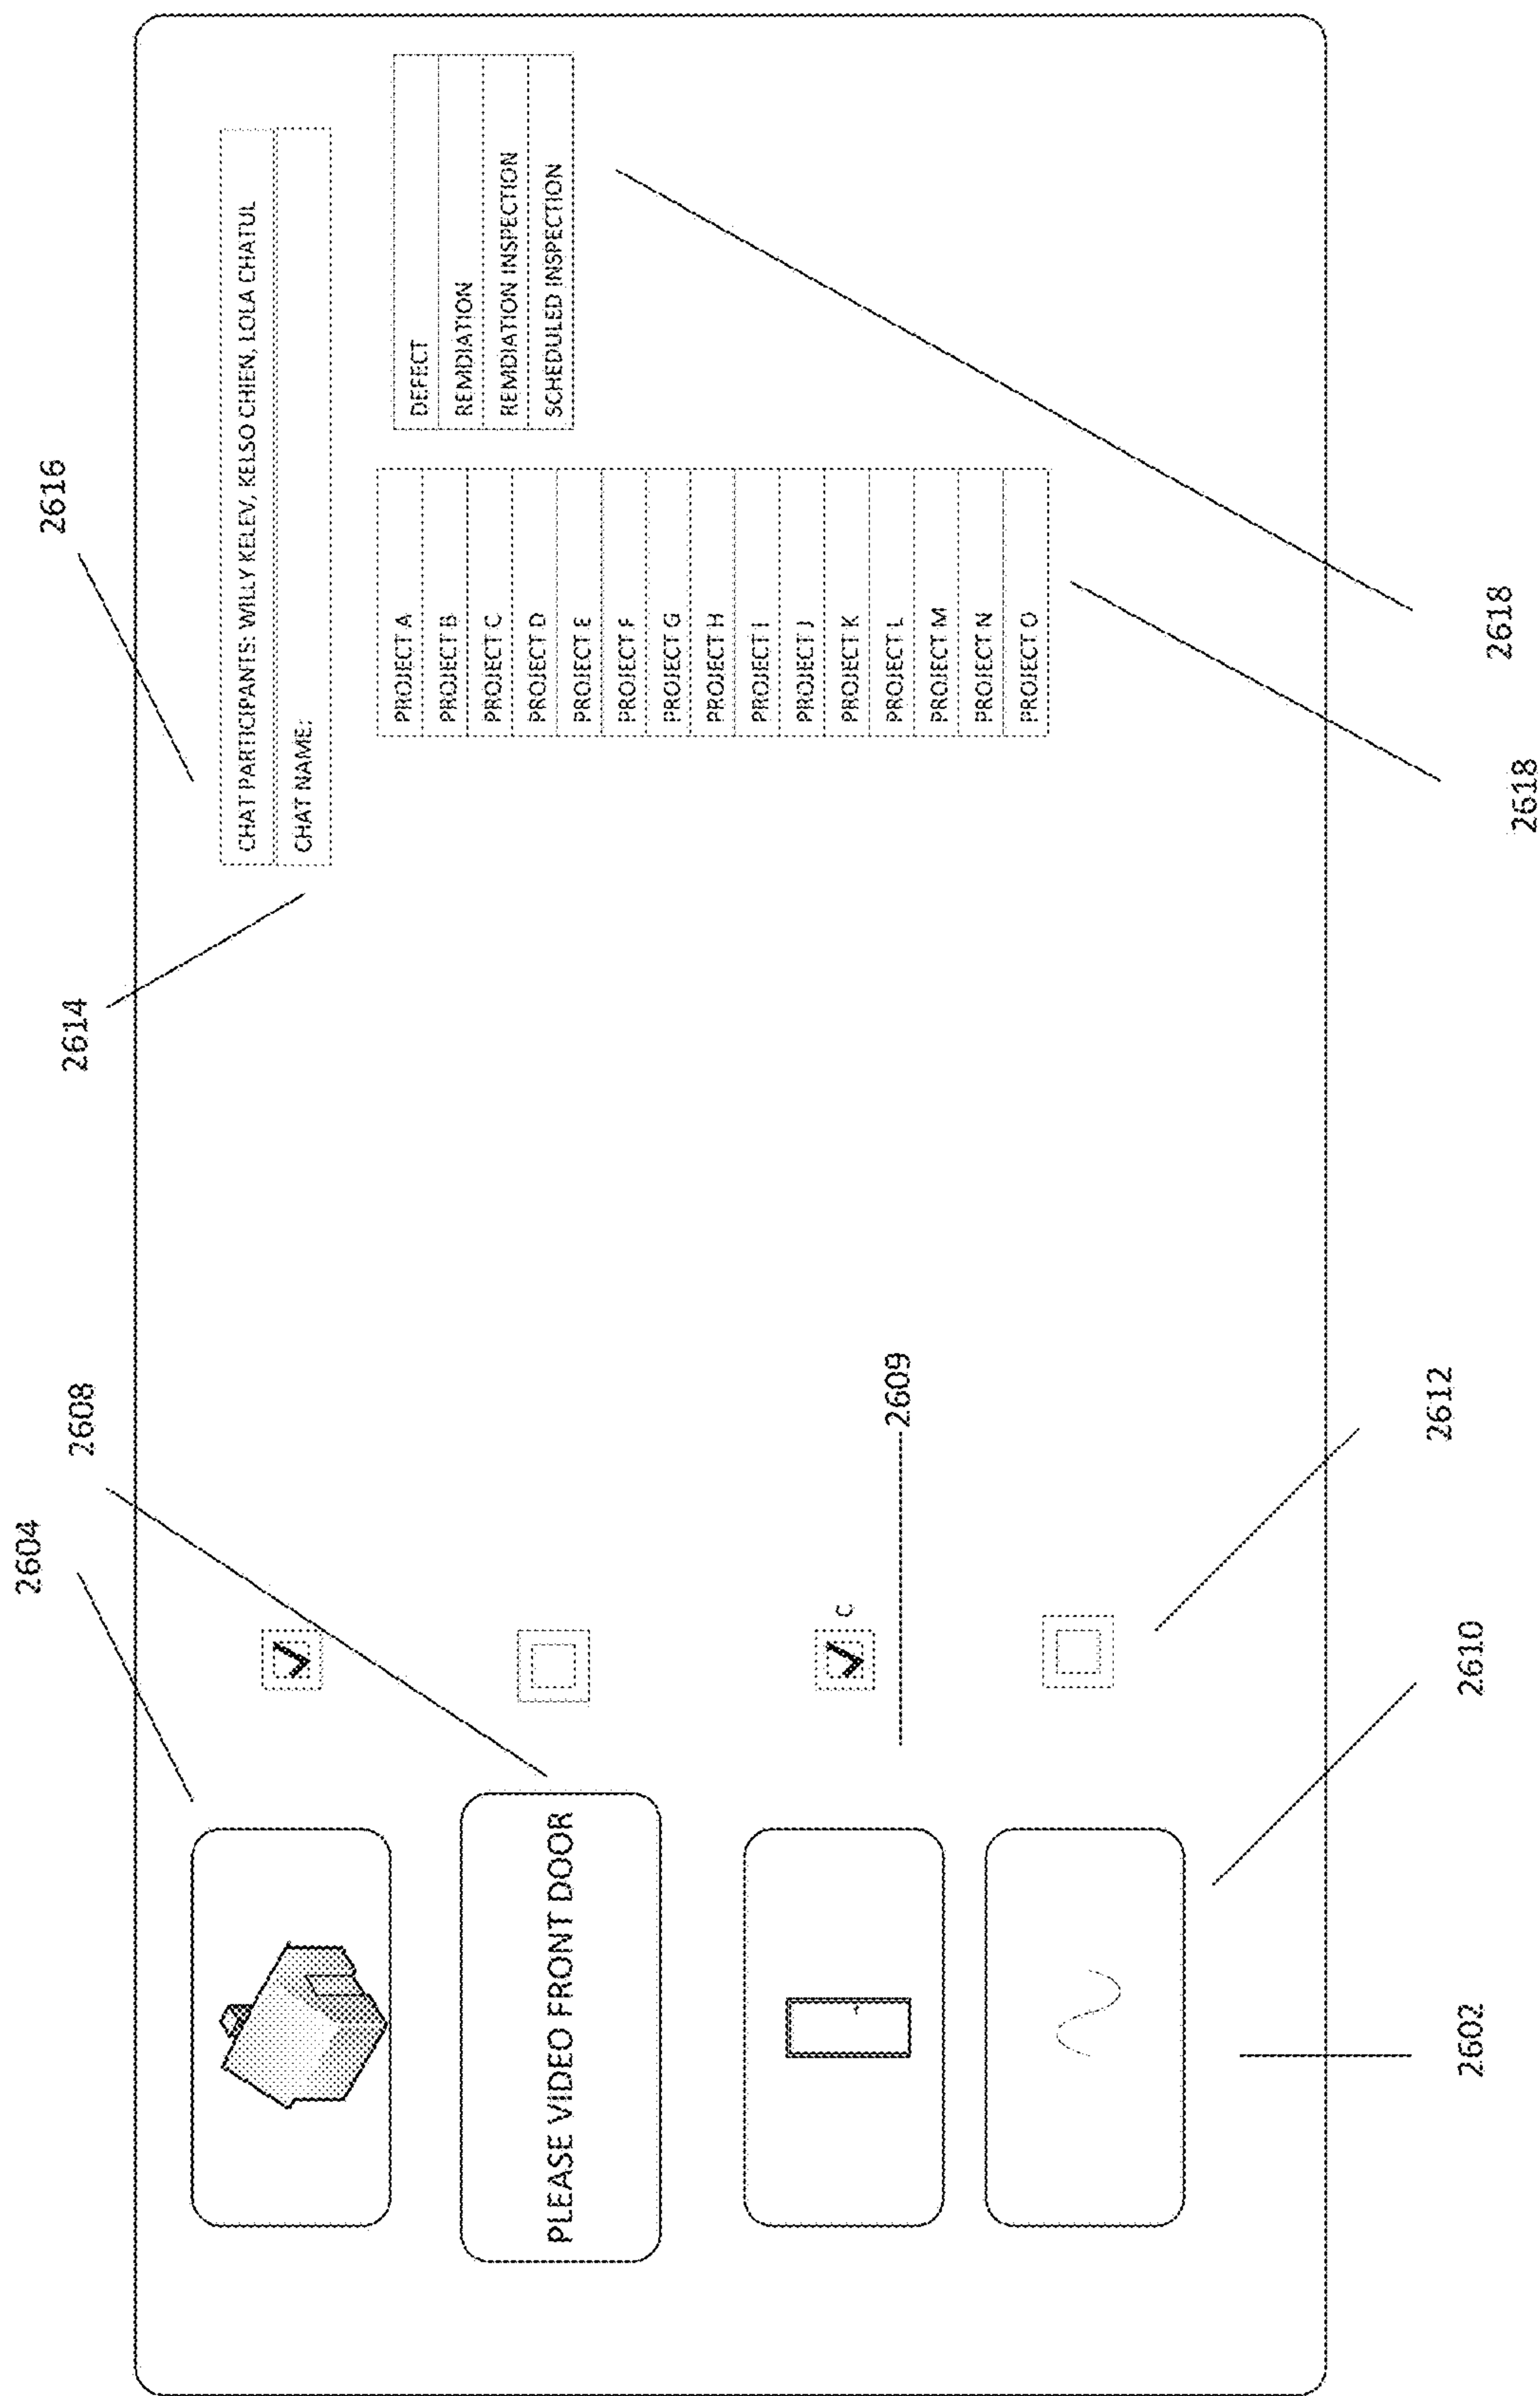 2604
2608
2614
2616
CHAT PARTICIPANTS: WILLY KELEV, KELSO CHIEN, LOLA CHATUL
CHAT NAME:
PLEASE VIDEO FRONT DOOR
C
2609
PROJECT A
PROJECT B
PROJECT C
PROJECT D
PROJECT E
PROJECT F
PROJECT G
PROJECT H
PROJECT I
PROJECT J
PROJECT K
PROJECT L
PROJECT M
PROJECT N
PROJECT O
DEFECT
REMDIATION
REMDIATION INSPECTION
SCHEDULED INSPECTION
2602
2610
2612
2618
2618